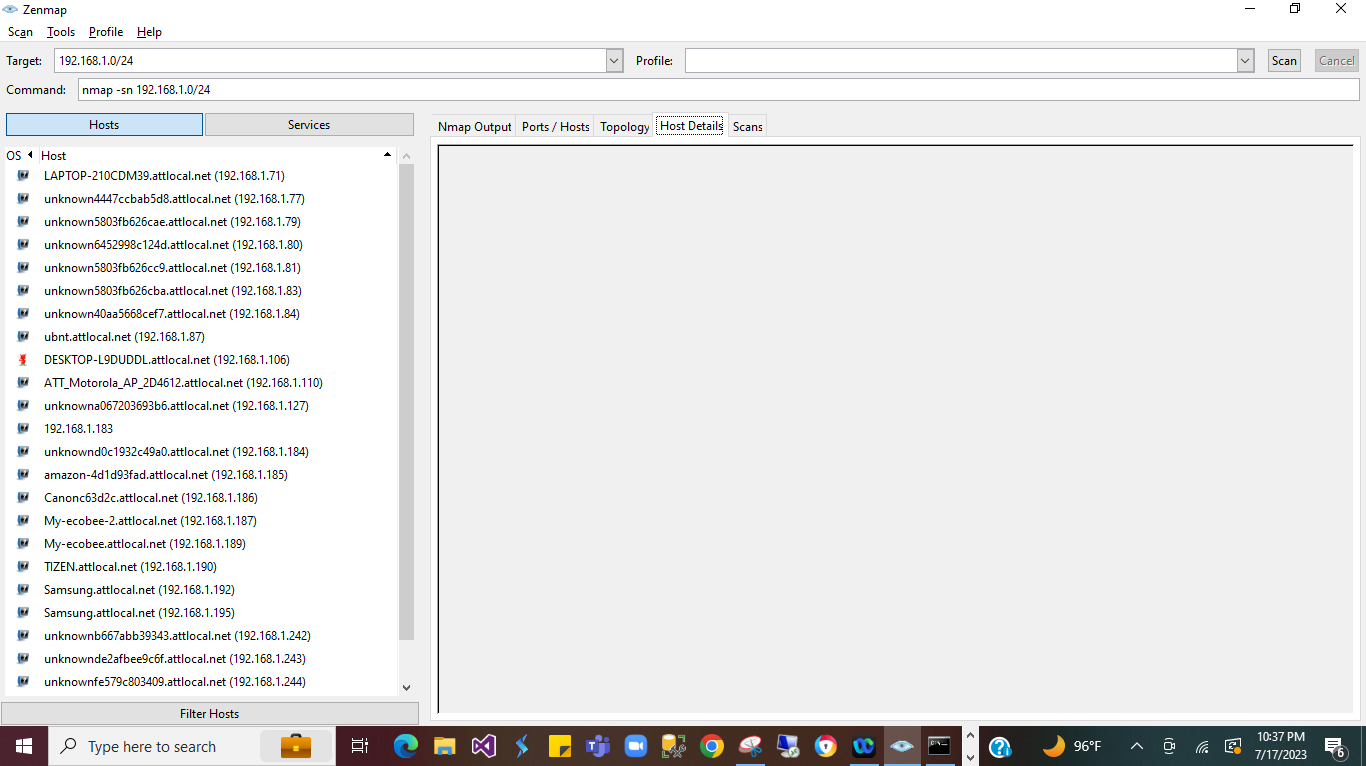 Zenmap
Scan Tools Profile Help
Target: 192.168.1.0/24 Profile: Scan Cancel
Command: nmap -sn 192.168.1.0/24
Hosts Services
Nmap Output Ports / Hosts Topology Host Details Scans
OS Host
LAPTOP-210CDM39.attlocal.net (192.168.1.71)
unknown4447ccbab5d8.attlocal.net (192.168.1.77)
unknown5803fb626cae.attlocal.net (192.168.1.79)
unknown6452998c124d.attlocal.net (192.168.1.80)
unknown5803fb626cc9.attlocal.net (192.168.1.81)
unknown5803fb626cba.attlocal.net (192.168.1.83)
unknown40aa5668cef7.attlocal.net (192.168.1.84)
ubnt.attlocal.net (192.168.1.87)
DESKTOP-L9DUDDL.attlocal.net (192.168.1.106)
ATT_Motorola_AP_2D4612.attlocal.net (192.168.1.110)
unknowna067203693b6.attlocal.net (192.168.1.127)
192.168.1.183
unknownd0c1932c49a0.attlocal.net (192.168.1.184)
amazon-4d1d93fad.attlocal.net (192.168.1.185)
Canonc63d2c.attlocal.net (192.168.1.186)
My-ecobee-2.attlocal.net (192.168.1.187)
My-ecobee.attlocal.net (192.168.1.189)
TIZEN.attlocal.net (192.168.1.190)
Samsung.attlocal.net (192.168.1.192)
Samsung.attlocal.net (192.168.1.195)
unknownb667abb39343.attlocal.net (192.168.1.242)
unknownde2afbee9c6f.attlocal.net (192.168.1.243)
unknownfe579c803409.attlocal.net (192.168.1.244)
Filter Hosts
Type here to search
96°F
10:37 PM
7/17/2023
6